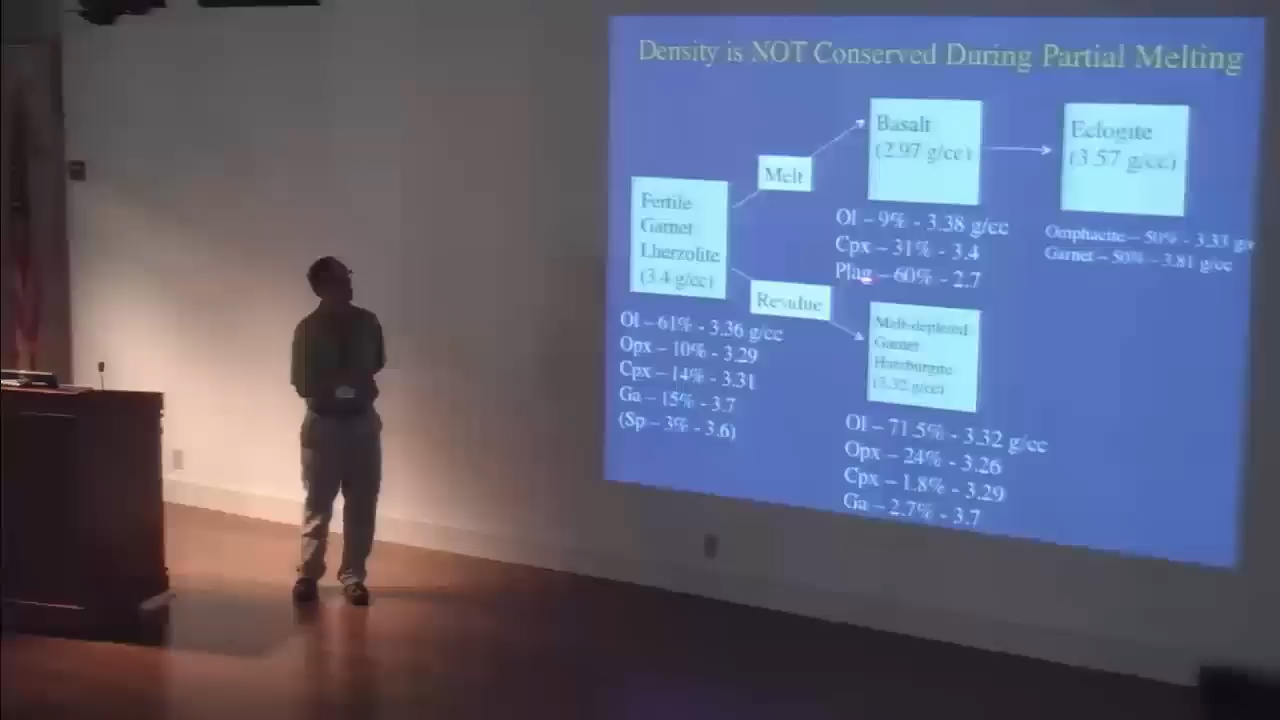 Density is NOT Conserved During Partial Melting
Fertile
Garnet
Lherzolite
(3.4 g/cc)
Ol – 61% - 3.36 g/cc
Opx – 10% - 3.29
Cpx – 14% - 3.31
Ga – 15% - 3.7
(Sp – 3% - 3.6)
Melt
Residue
Basalt
(2.97 g/cc)
Ol – 9% - 3.38 g/cc
Cpx – 31% - 3.4
Plag – 60% - 2.7
Melt-depleted
Garnet
Harzburgite
(3.32 g/cc)
Ol – 71.5% - 3.32 g/cc
Opx – 24% - 3.26
Cpx – 1.8% - 3.29
Ga – 2.7% - 3.7
Eclogite
(3.57 g/cc)
Omphacite – 50% - 3.33
Garnet – 50% - 3.81 g/cc